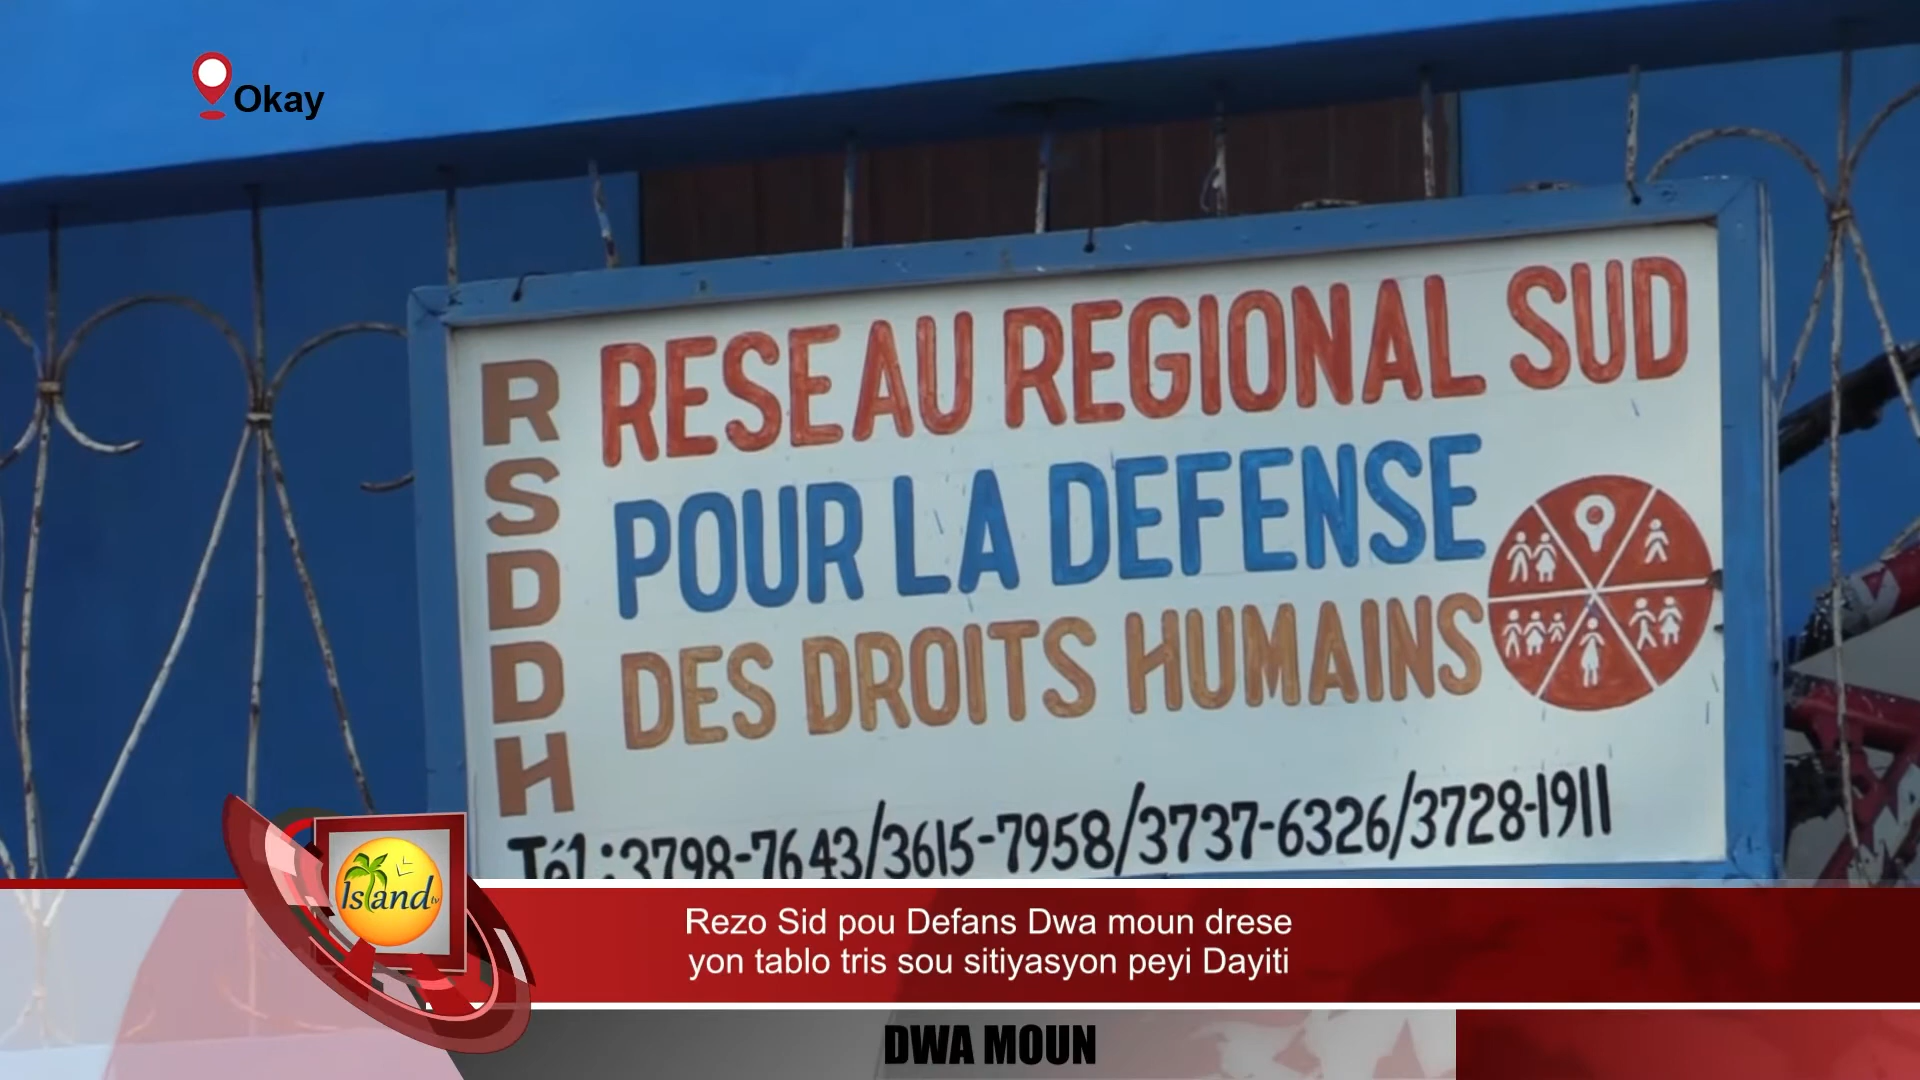 Okay
RSDDH
RESEAU REGIONAL SUD
POUR LA DEFENSE
DES DROITS HUMAINS
Tél:3798-7643/3615-7958/3737-6326/3728-1911
Island tv
Rezo Sid pou Defans Dwa moun drese
yon tablo tris sou sitiyasyon peyi Dayiti
DWA MOUN